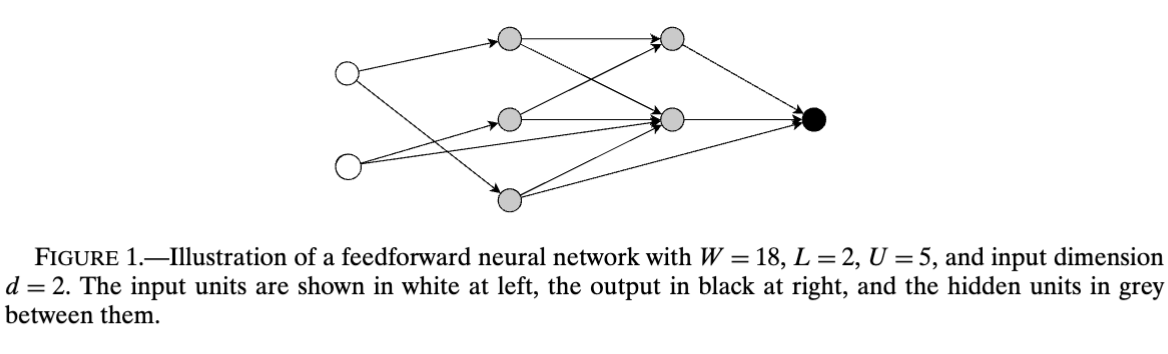 FIGURE 1.—Illustration of a feedforward neural network with W = 18, L = 2, U = 5, and input dimension
d = 2. The input units are shown in white at left, the output in black at right, and the hidden units in grey
between them.